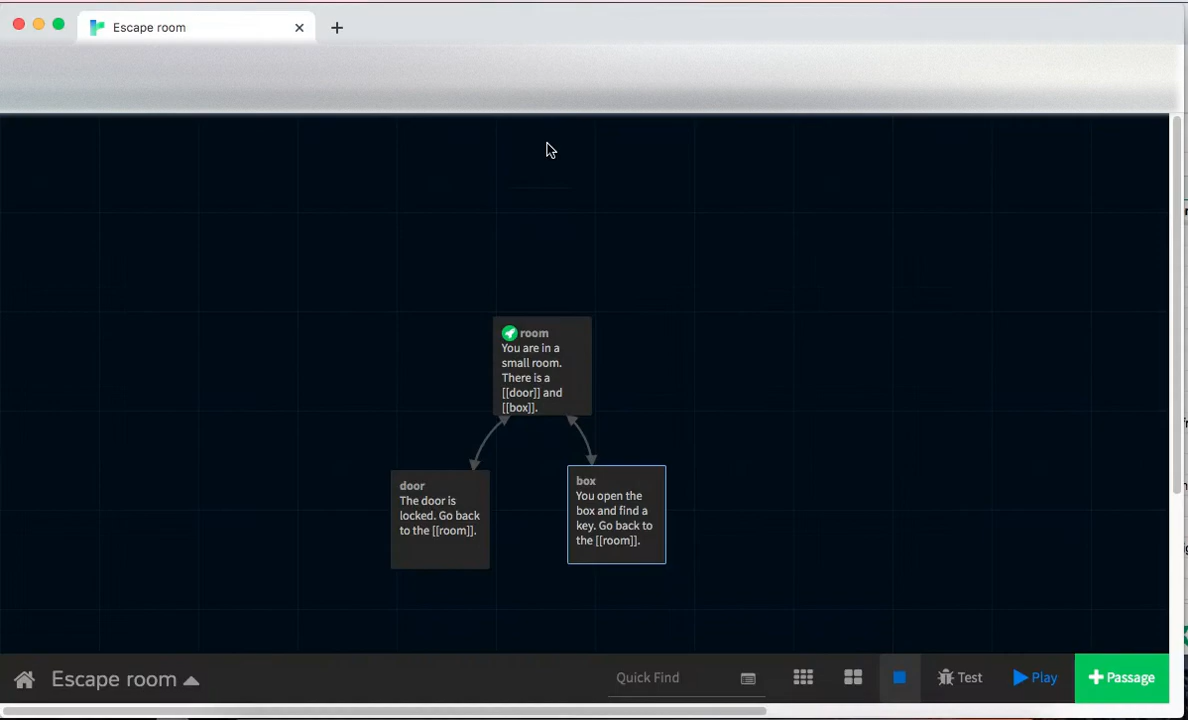 Escape room
room
You are in a
small room.
There is a
[[door]] and
[[box]].
door
The door is
locked. Go back
to the [[room]].
box
You open the
box and find a
key. Go back to
the [[room]].
Escape room
Quick Find
Test
Play
Passage